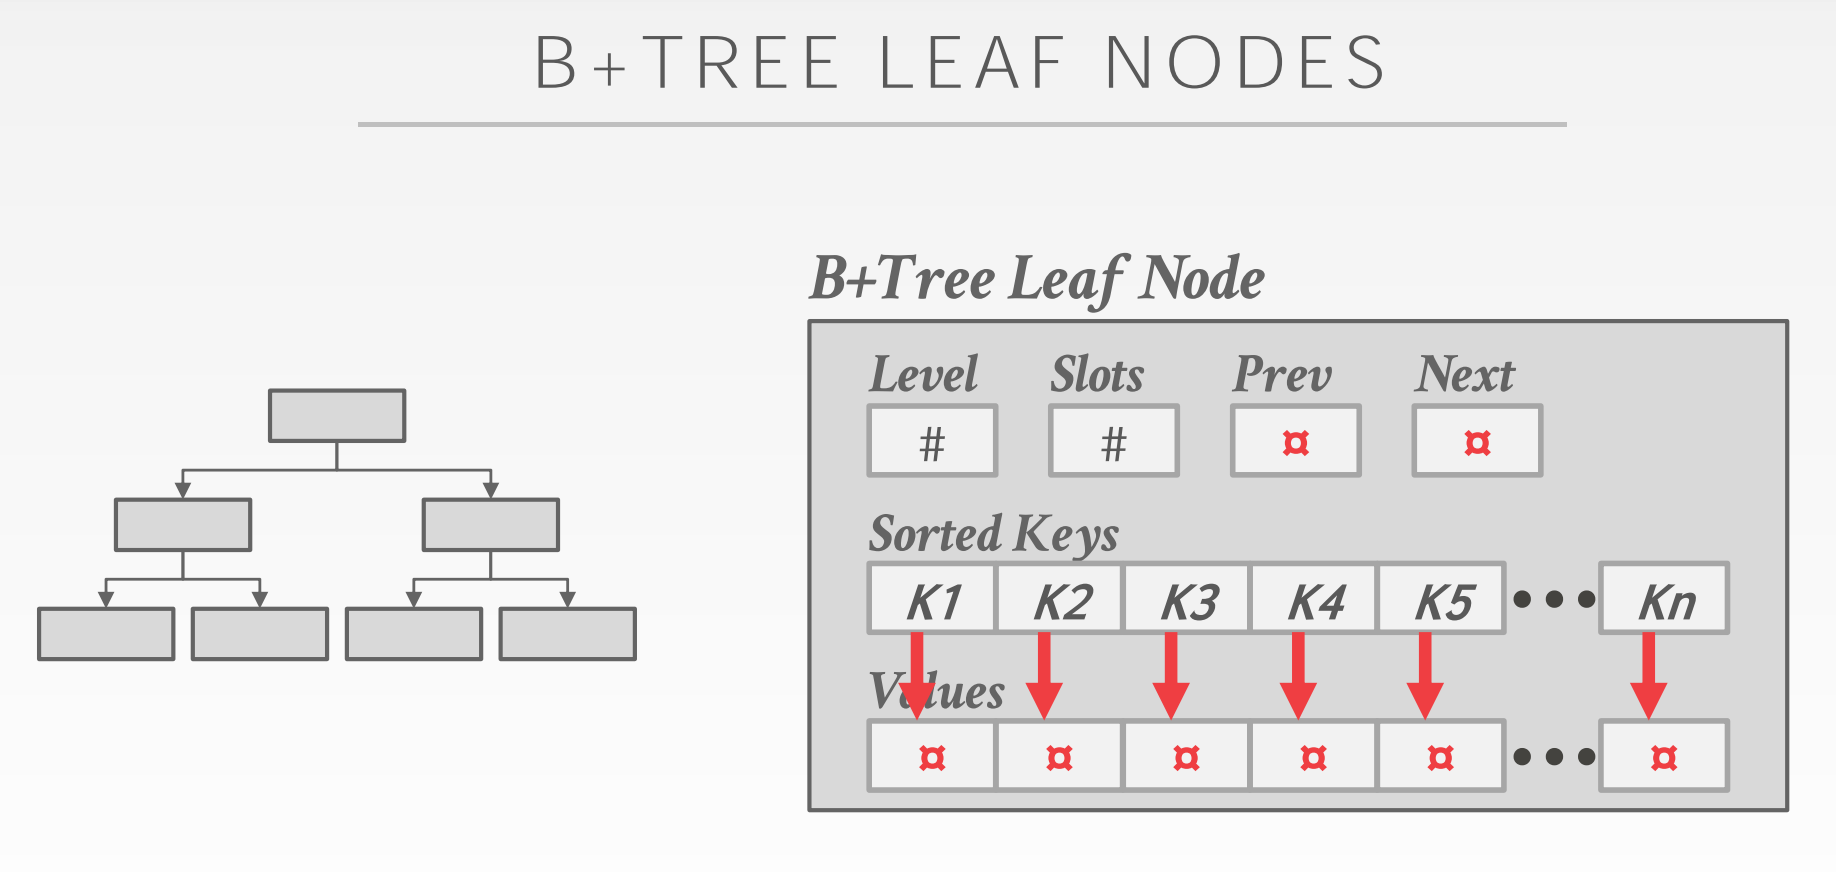 B+TREE LEAF NODES
B+Tree Leaf Node
Level Slots Prev Next
# # ¤ ¤
Sorted Keys
K1 K2 K3 K4 K5 ••• Kn
Values
¤ ¤ ¤ ¤ ¤ ••• ¤